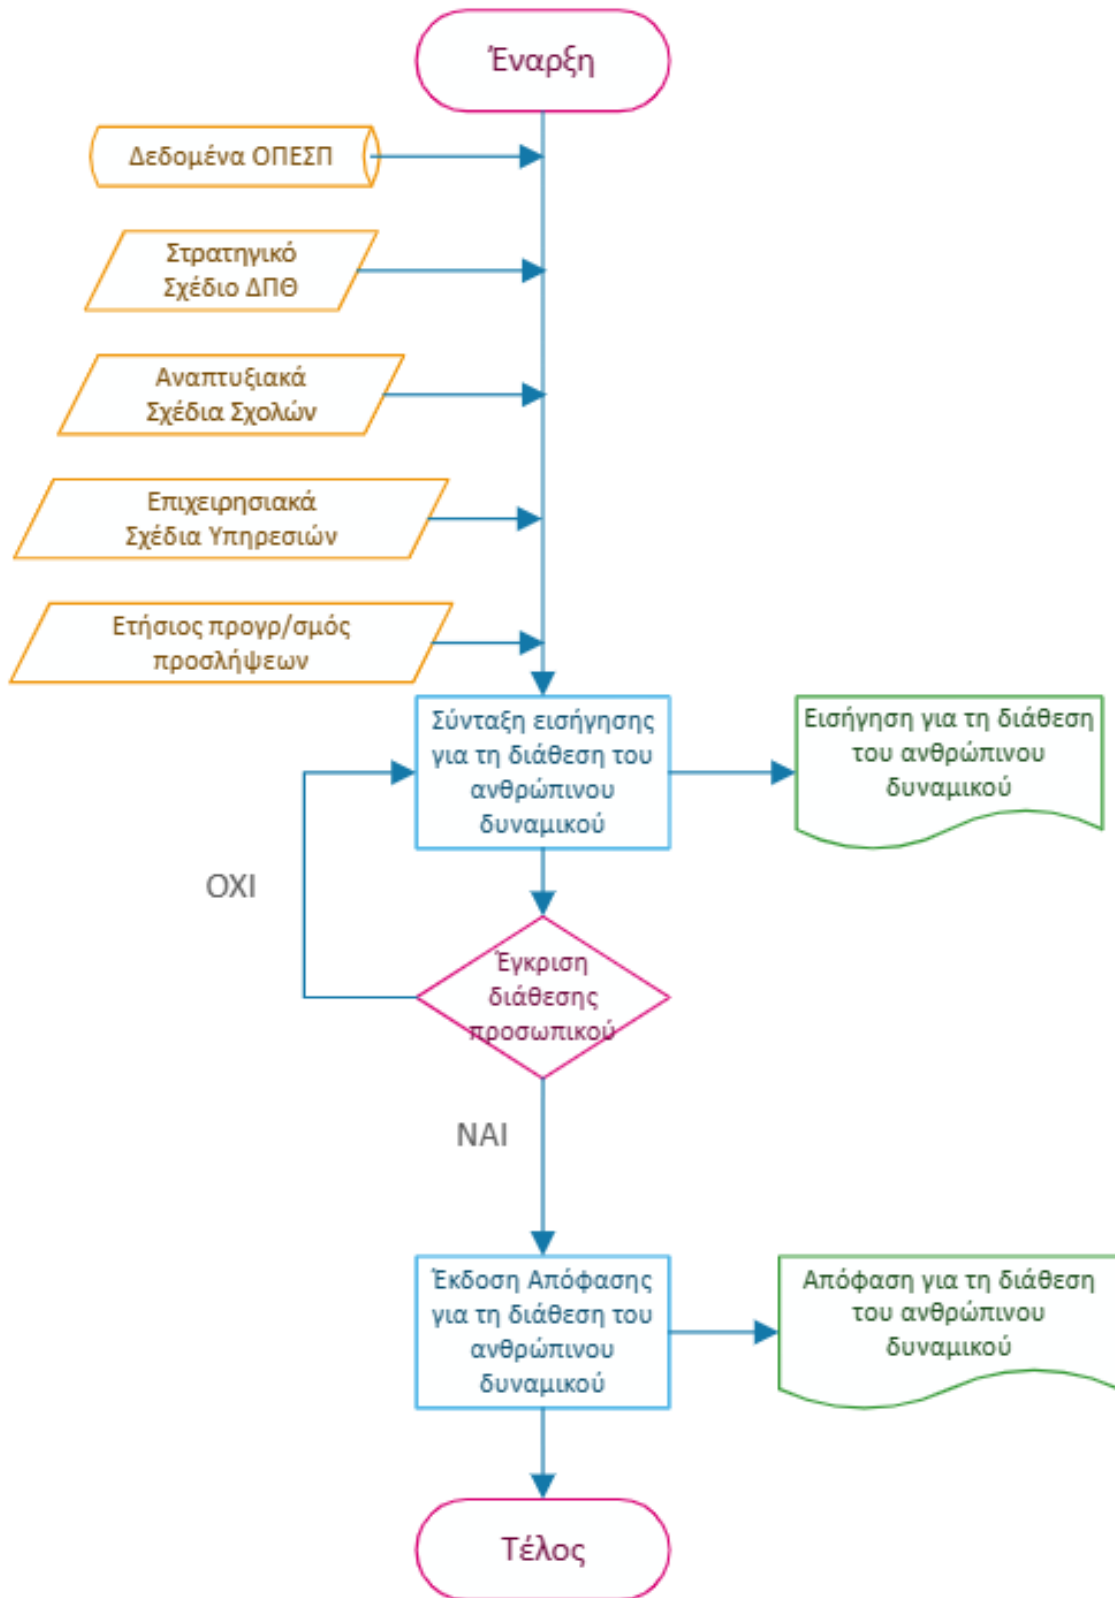 Έναρξη
Δεδομένα ΟΠΕΣΠ
Στρατηγικό
Σχέδιο ΔΠΘ
Αναπτυξιακά
Σχέδια Σχολών
Επιχειρησιακά
Σχέδια Υπηρεσιών
Ετήσιος προγρ/σμός
προσλήψεων
Σύνταξη εισήγησης
για τη διάθεση του
ανθρώπινου
δυναμικού
Εισήγηση για τη διάθεση
του ανθρώπινου
δυναμικού
ΟΧΙ
Έγκριση
διάθεσης
προσωπικού
ΝΑΙ
Έκδοση Απόφασης
για τη διάθεση του
ανθρώπινου
δυναμικού
Απόφαση για τη διάθεση
του ανθρώπινου
δυναμικού
Τέλος